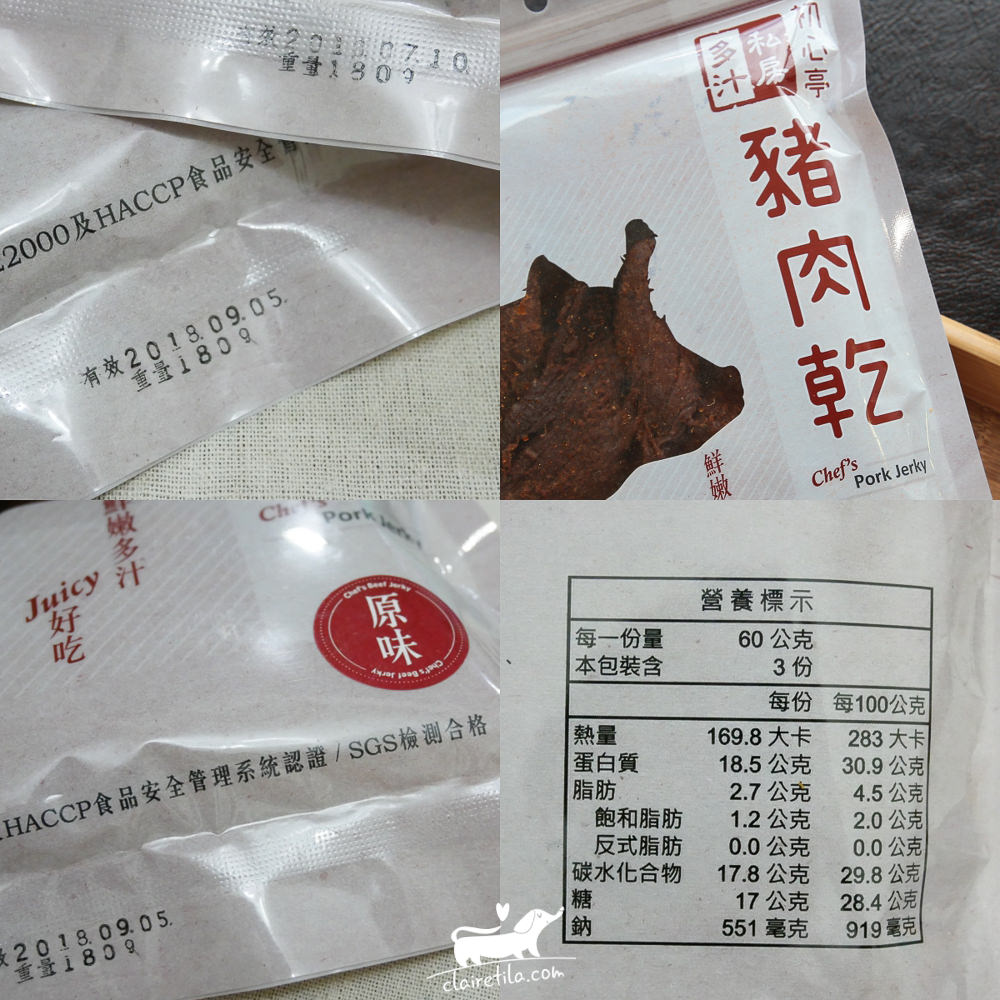 有效2018.07.10
重量180g
22000及HACCP食品安全管
有效2018.09.05.
重量180g
初心亭
私房
多汁
豬肉乾
鮮嫩
Chef's
Pork Jerky
鮮嫩多汁
Juicy
好吃
Chef's
Pork Jerky
Chef's Beef Jerky
原味
Chef's Beef Jerky
HACCP食品安全管理系統認證 / SGS檢測合格
效2018.09.05.
重量180g
營養標示
每一份量 60 公克
本包裝含 3 份
每份 每100公克
熱量 169.8 大卡 283 大卡
蛋白質 18.5 公克 30.9 公克
脂肪 2.7 公克 4.5 公克
飽和脂肪 1.2 公克 2.0 公克
反式脂肪 0.0 公克 0.0 公克
碳水化合物 17.8 公克 29.8 公克
糖 17 公克 28.4 公克
鈉 551 毫克 919 毫克
clairetila.com